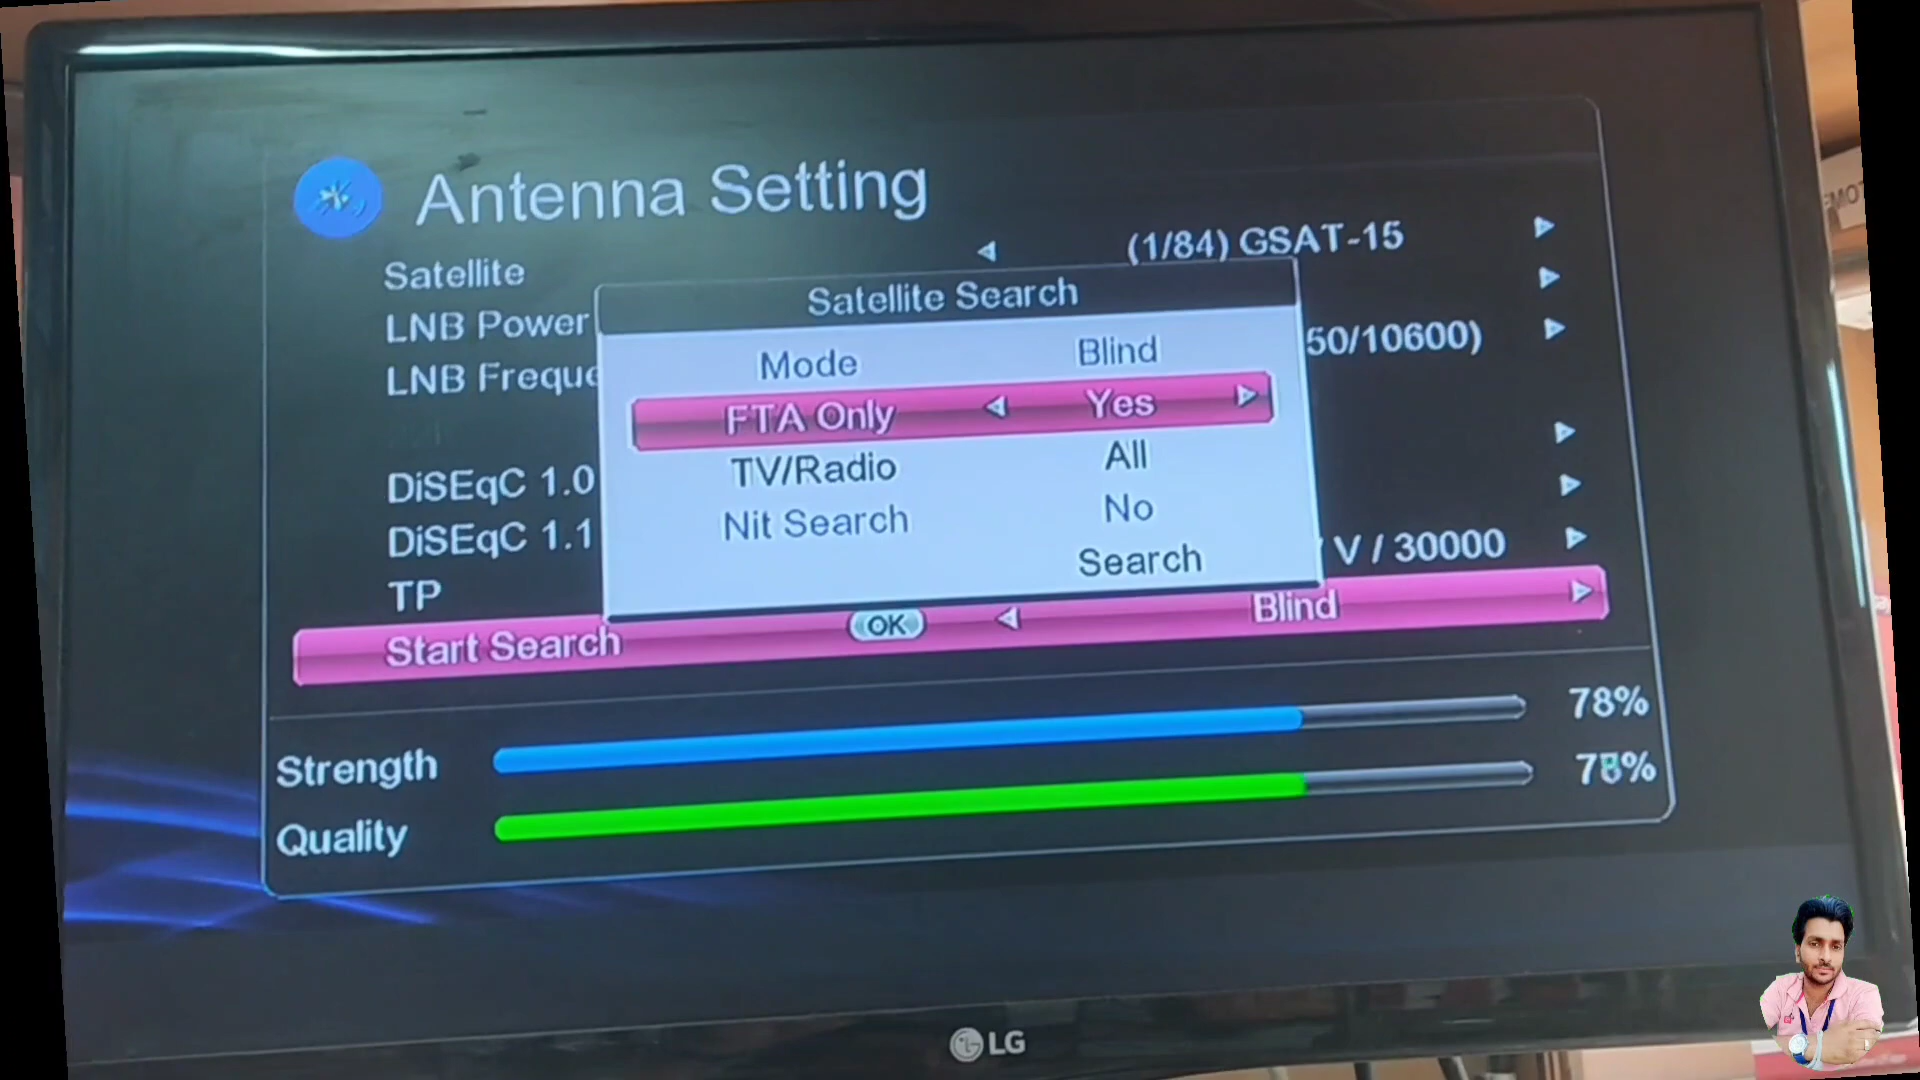 Antenna Setting
Satellite
(1/84) GSAT-15
LNB Power
LNB Freque
50/10600)
DiSEqC 1.0
DiSEqC 1.1
TP
V / 30000
Start Search
OK
Blind
Satellite Search
Mode Blind
FTA Only Yes
TV/Radio All
Nit Search No
Search
Strength
78%
Quality
LG